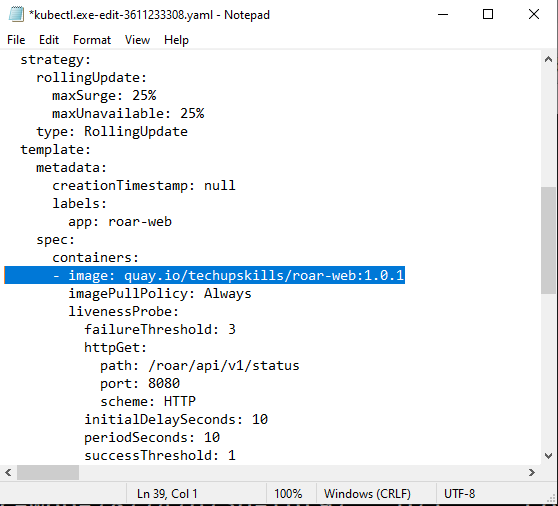 *kubectl.exe-edit-3611233308.yaml - Notepad
File Edit Format View Help
strategy:
rollingUpdate:
maxSurge: 25%
maxUnavailable: 25%
type: RollingUpdate
template:
metadata:
creationTimestamp: null
labels:
app: roar-web
spec:
containers:
- image: quay.io/techupskills/roar-web:1.0.1
imagePullPolicy: Always
livenessProbe:
failureThreshold: 3
httpGet:
path: /roar/api/v1/status
port: 8080
scheme: HTTP
initialDelaySeconds: 10
periodSeconds: 10
successThreshold: 1
Ln 39, Col 1 100% Windows (CRLF) UTF-8